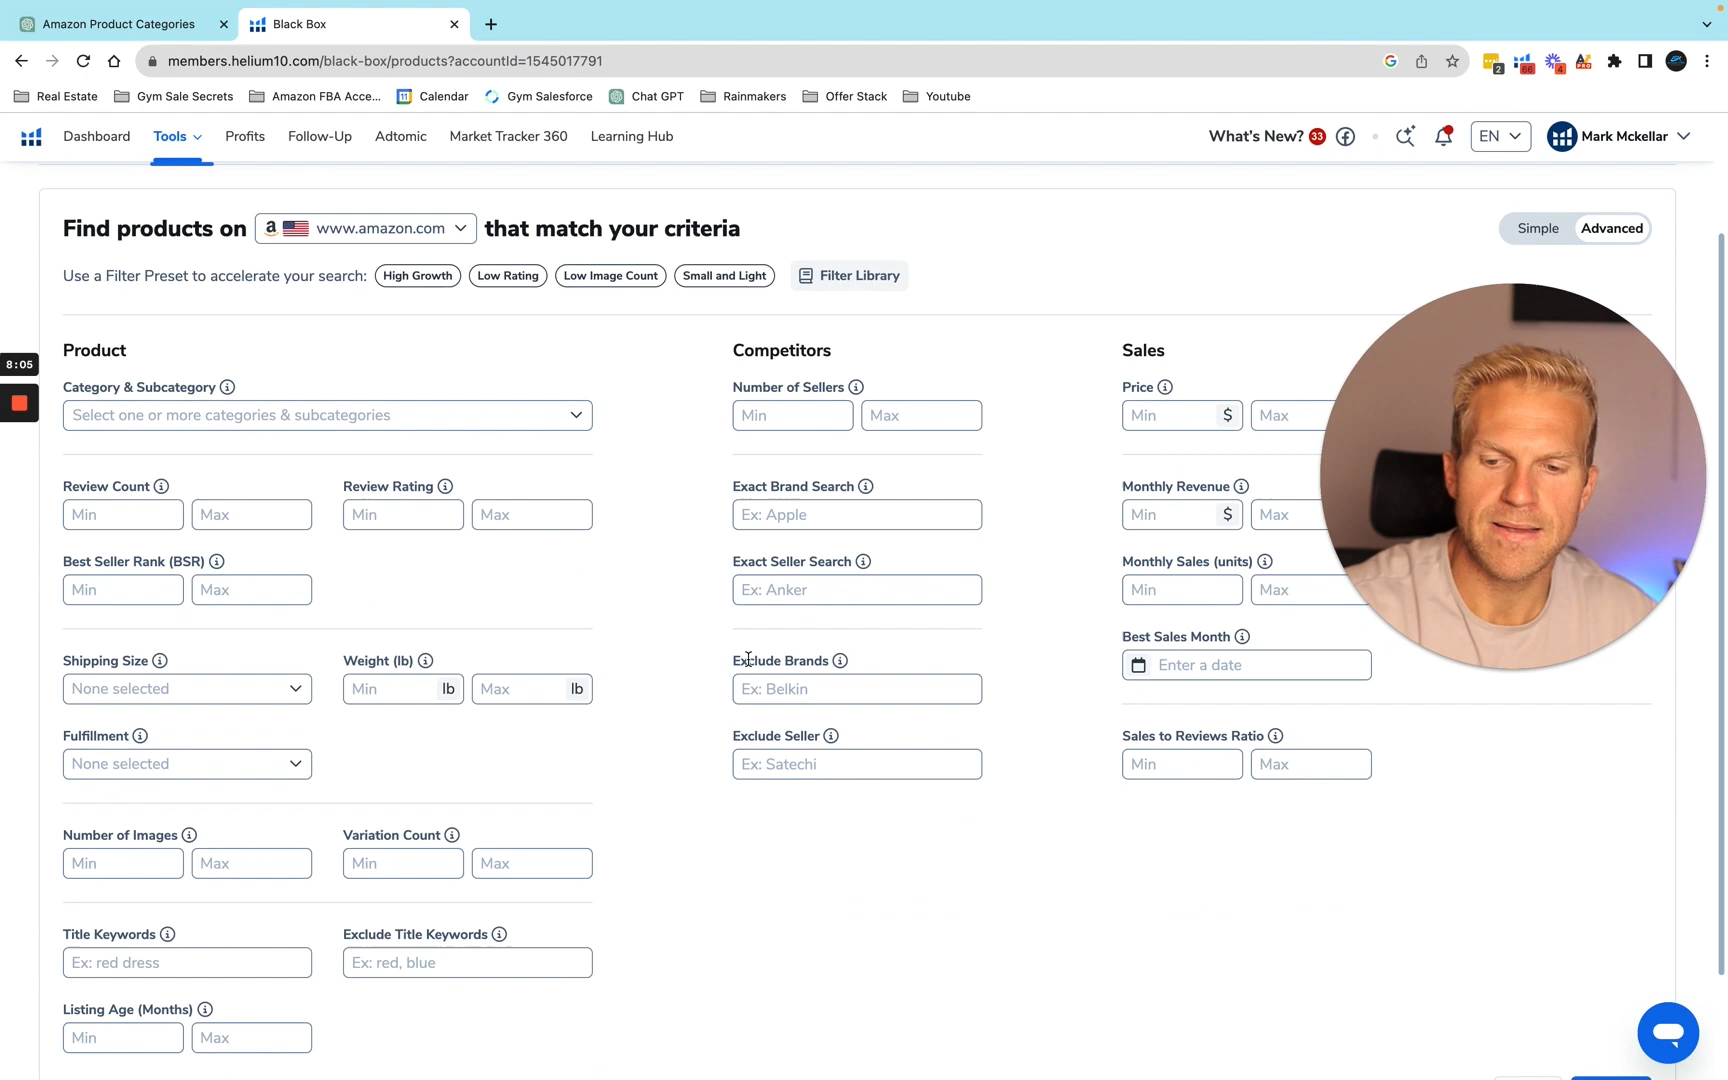 Amazon Product Categories
Black Box
members.helium10.com/black-box/products?accountId=1545017791
2
66
4
PRO
Real Estate
Gym Sale Secrets
Amazon FBA Acce...
Calendar
Gym Salesforce
Chat GPT
Rainmakers
Offer Stack
Youtube
Dashboard
Tools
Profits
Follow-Up
Adtomic
Market Tracker 360
Learning Hub
What's New? 33
EN
Mark Mckellar
Find products on www.amazon.com that match your criteria
Simple
Advanced
Use a Filter Preset to accelerate your search:
High Growth
Low Rating
Low Image Count
Small and Light
Filter Library
8:05
Product
Category & Subcategory
Select one or more categories & subcategories
Review Count
Min
Max
Review Rating
Min
Max
Best Seller Rank (BSR)
Min
Max
Shipping Size
None selected
Weight (lb)
Min lb
Max lb
Fulfillment
None selected
Number of Images
Min
Max
Variation Count
Min
Max
Title Keywords
Ex: red dress
Exclude Title Keywords
Ex: red, blue
Listing Age (Months)
Min
Max
Competitors
Number of Sellers
Min
Max
Exact Brand Search
Ex: Apple
Exact Seller Search
Ex: Anker
Exclude Brands
Ex: Belkin
Exclude Seller
Ex: Satechi
Sales
Price
Min $
Max
Monthly Revenue
Min $
Max
Monthly Sales (units)
Min
Max
Best Sales Month
Enter a date
Sales to Reviews Ratio
Min
Max